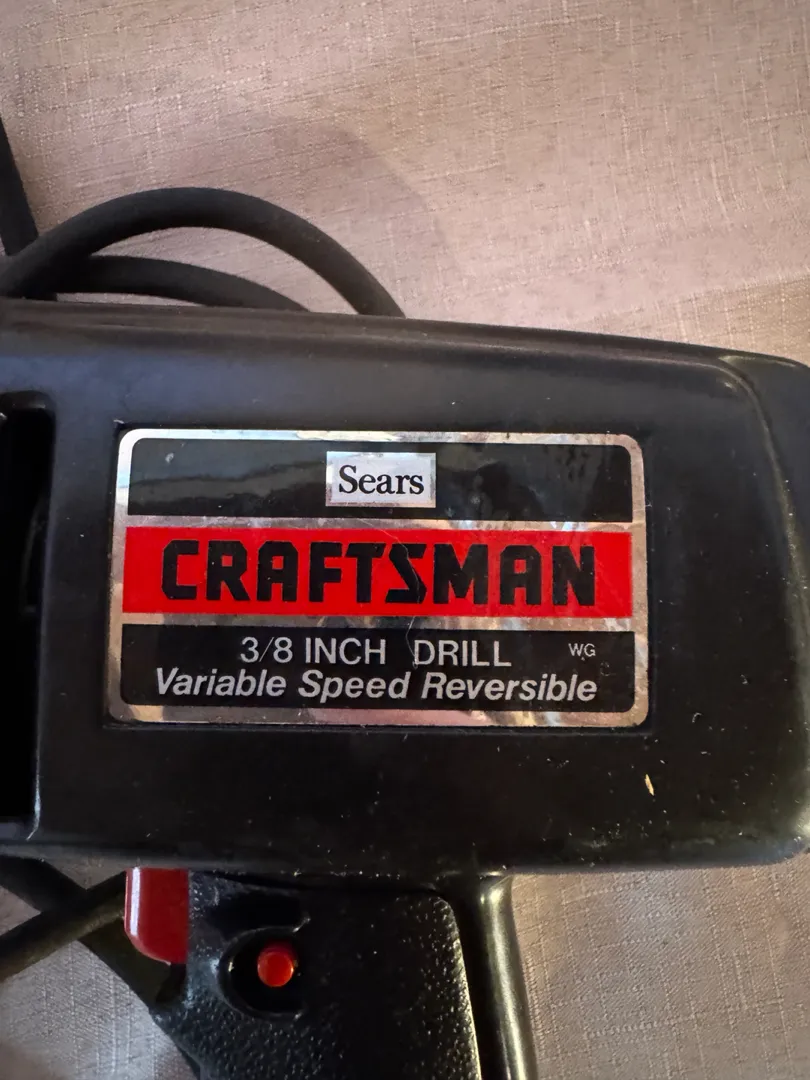 Sears
CRAFTSMAN
3/8 INCH DRILL WG
Variable Speed Reversible